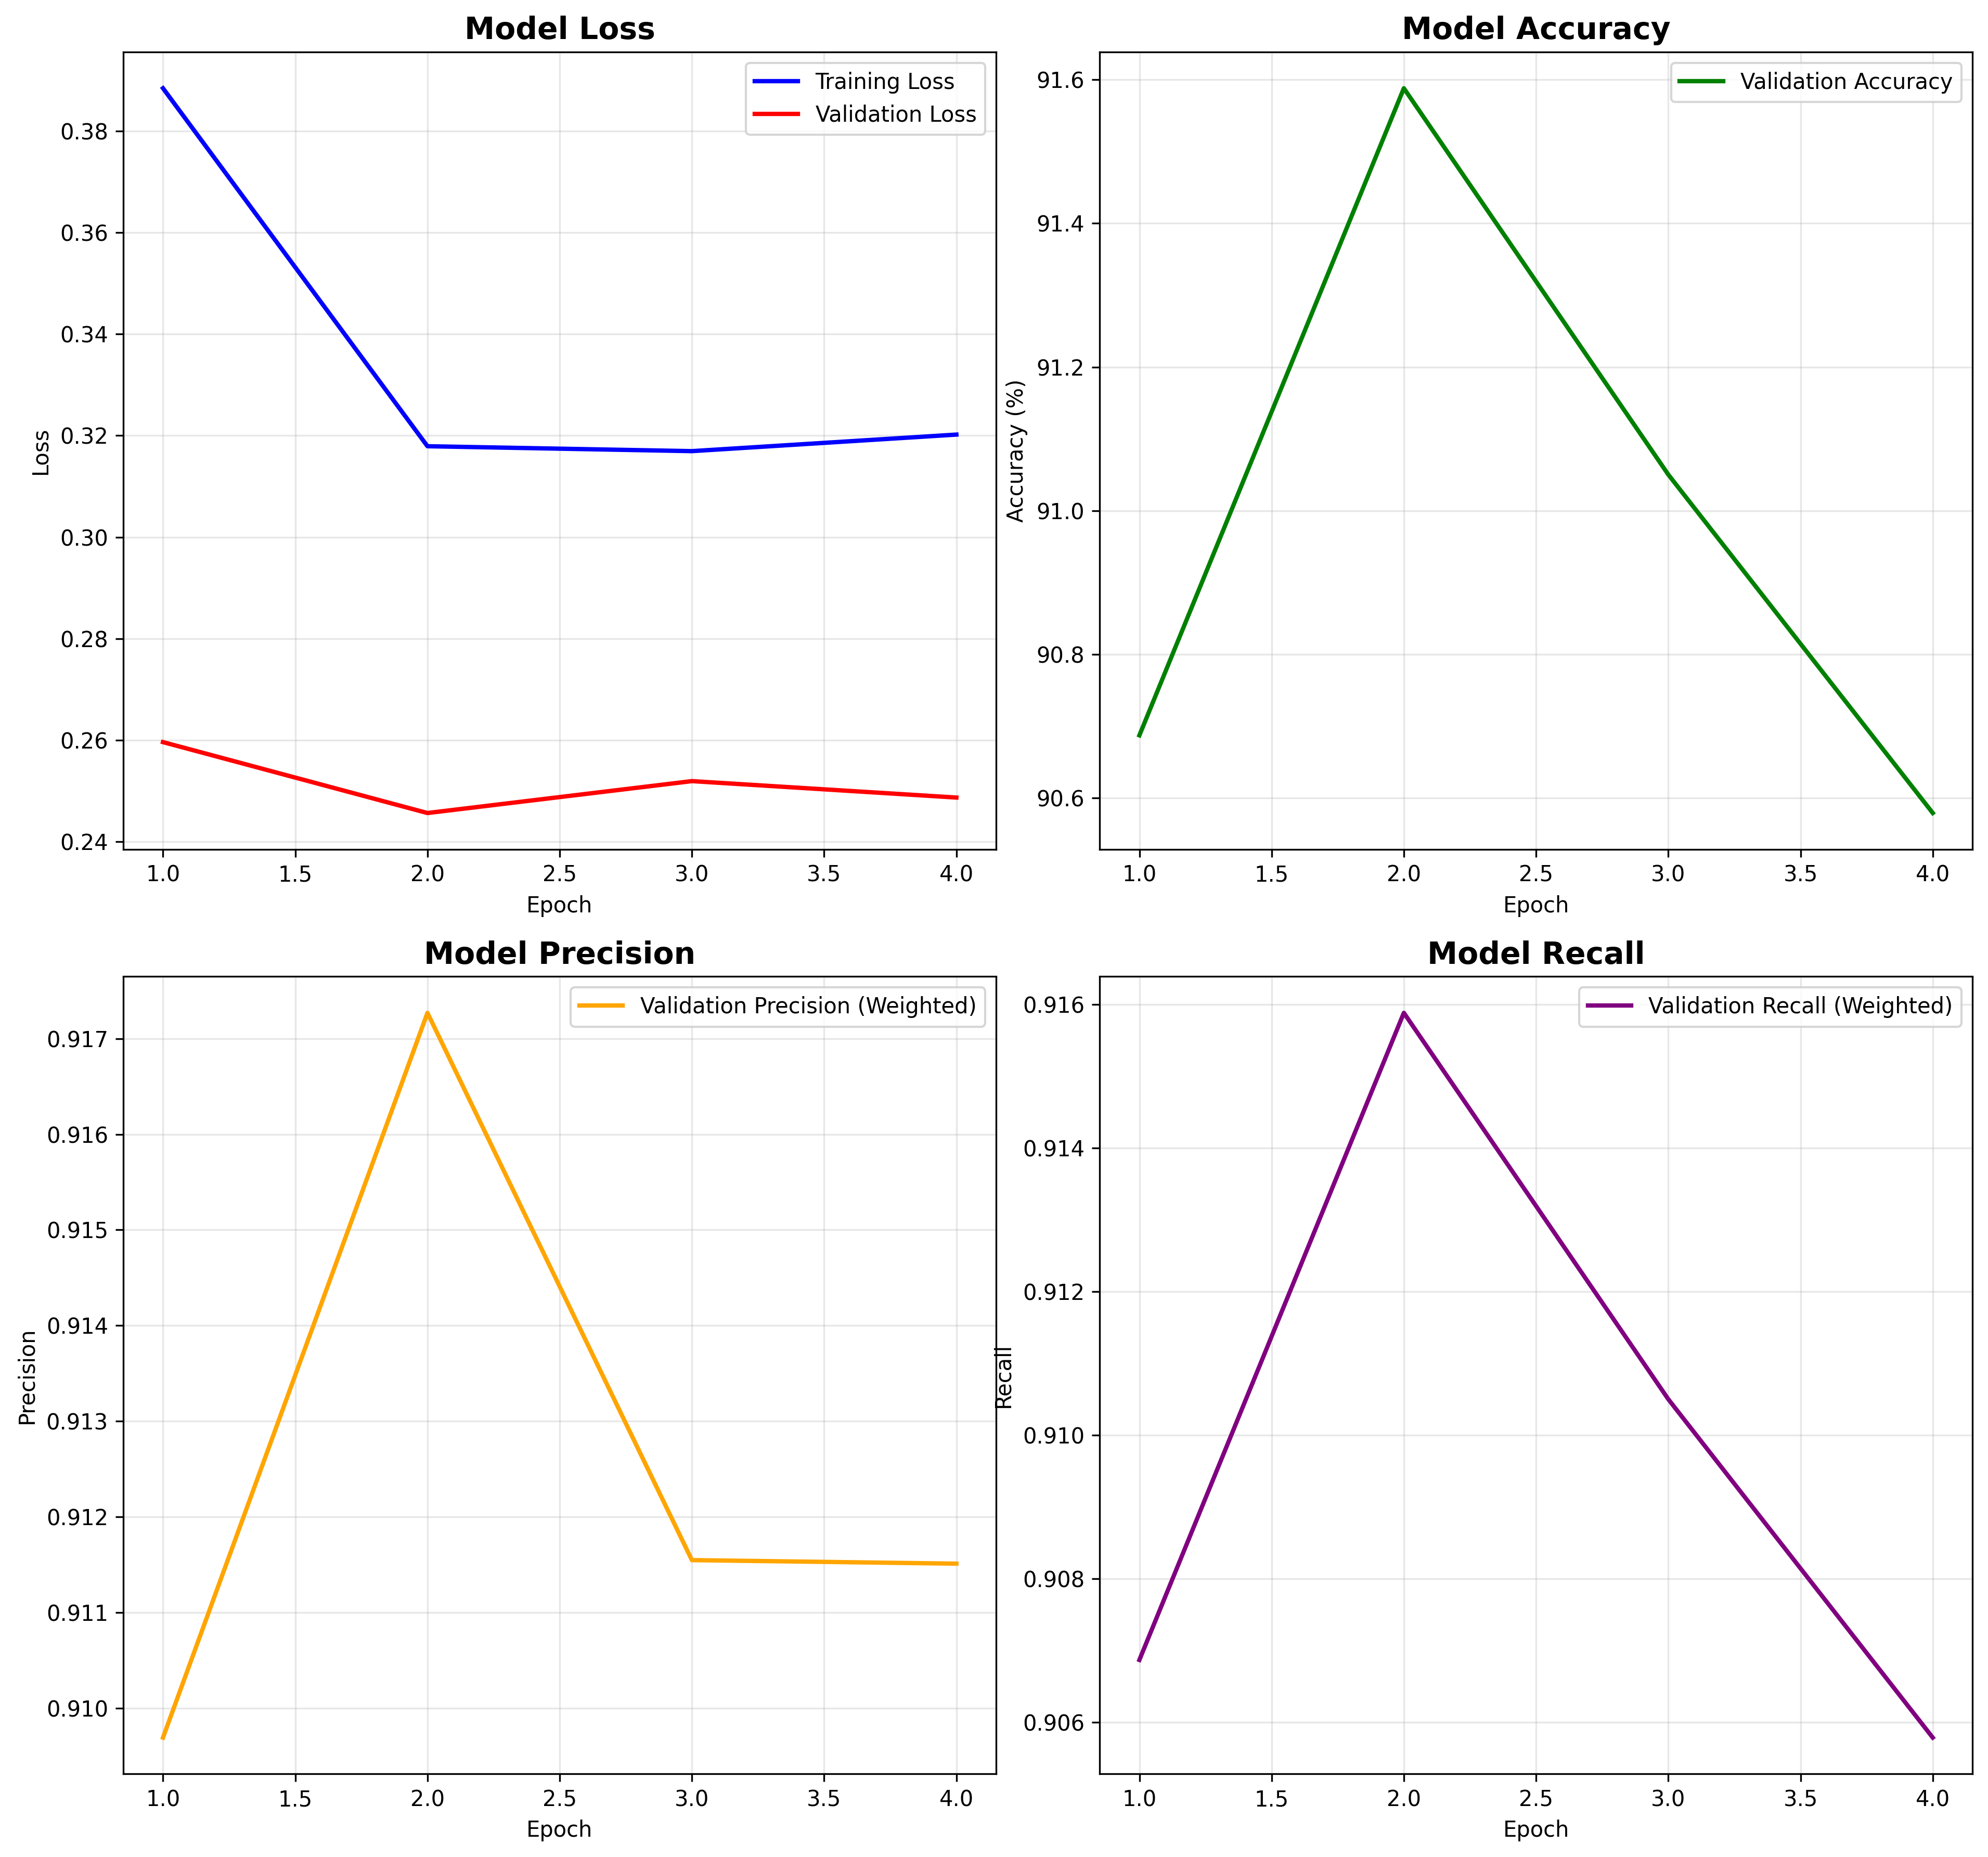 Model Loss
Training Loss
Validation Loss
0.38
0.36
0.34
0.32
0.30
0.28
0.26
0.24
Loss
1.0 1.5 2.0 2.5 3.0 3.5 4.0
Epoch
Model Accuracy
Validation Accuracy
91.6
91.4
91.2
91.0
90.8
90.6
Accuracy (%)
1.0 1.5 2.0 2.5 3.0 3.5 4.0
Epoch
Model Precision
Validation Precision (Weighted)
0.917
0.916
0.915
0.914
0.913
0.912
0.911
0.910
Precision
1.0 1.5 2.0 2.5 3.0 3.5 4.0
Epoch
Model Recall
Validation Recall (Weighted)
0.916
0.914
0.912
0.910
0.908
0.906
Recall
1.0 1.5 2.0 2.5 3.0 3.5 4.0
Epoch